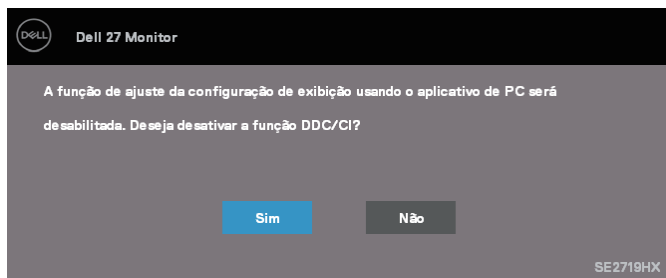 DELL
Dell 27 Monitor
A função de ajuste da configuração de exibição usando o aplicativo de PC será
desabilitada. Deseja desativar a função DDC/CI?
Sim
Não
SE2719HX